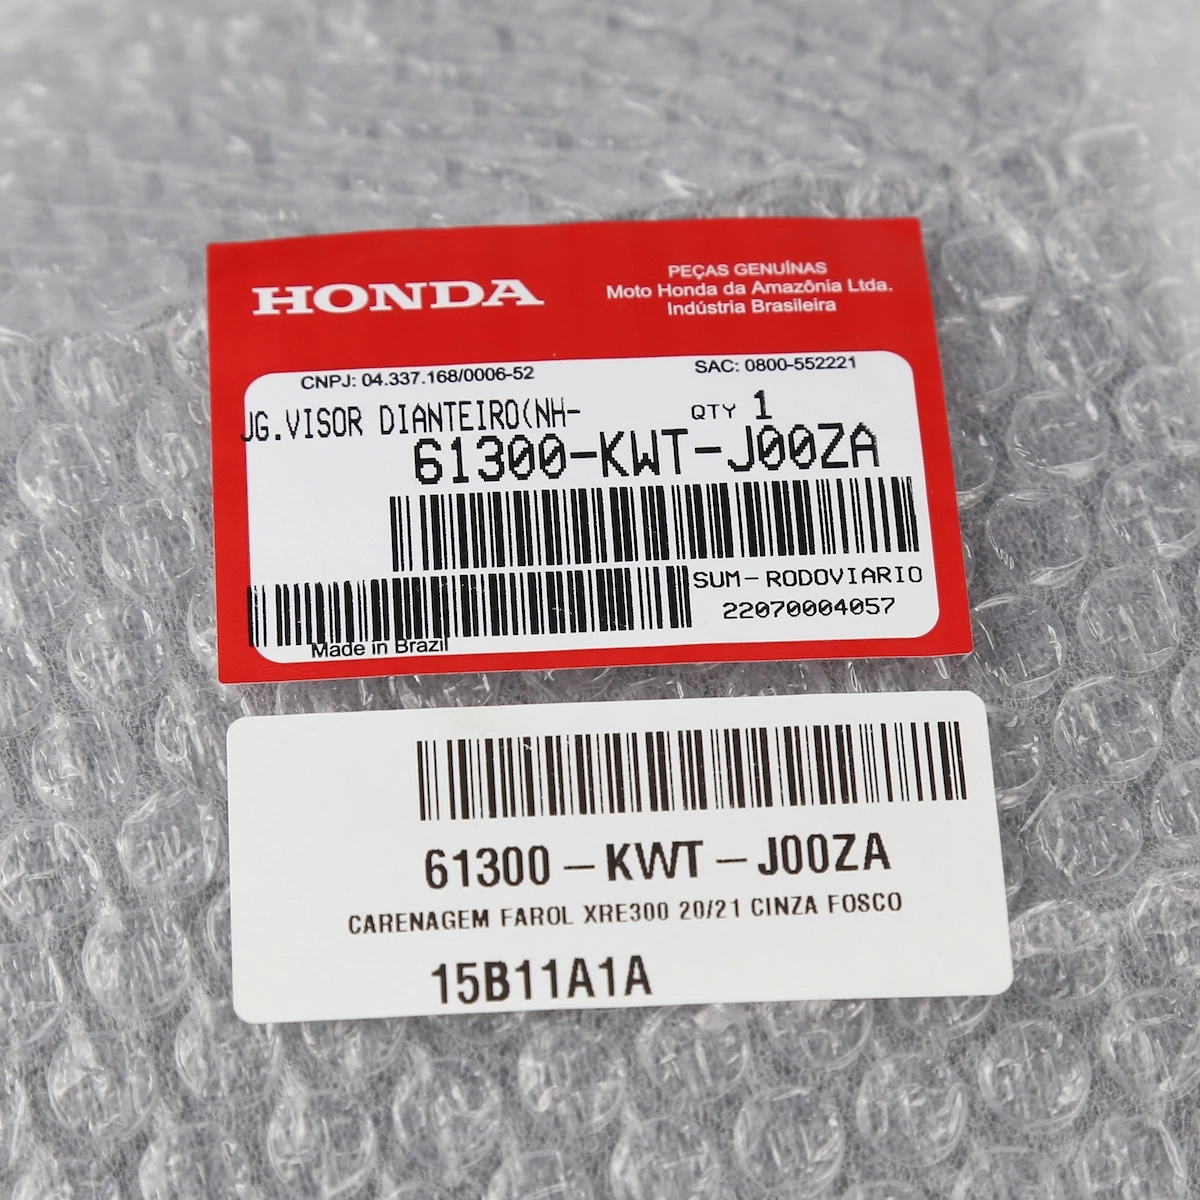 HONDA
PEÇAS GENUÍNAS
Moto Honda da Amazônia Ltda.
Indústria Brasileira
CNPJ: 04.337.168/0006-52
SAC: 0800-552221
JG.VISOR DIANTEIRO(NH-
QTY 1
61300-KWT-J00ZA
SUM-RODOVIARIO
22070004057
Made in Brazil
61300-KWT-J00ZA
CARENAGEM FAROL XRE300 20/21 CINZA FOSCO
15B11A1A